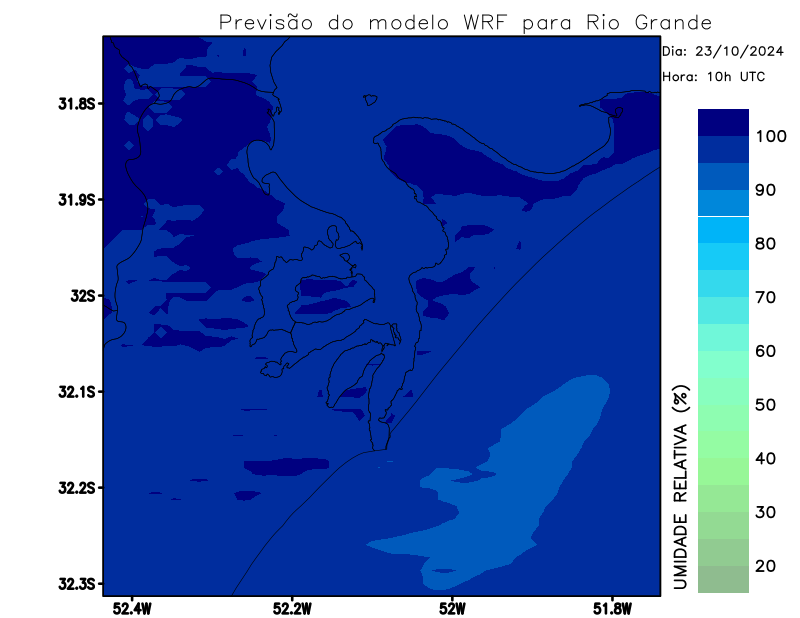 Previsão do modelo WRF para Rio Grande
Dia: 23/10/2024
Hora: 10h UTC
31.8S
31.9S
32S
32.1S
32.2S
32.3S
52.4W
52.2W
52W
51.8W
100
90
80
70
60
50
40
30
20
UMIDADE RELATIVA (%)